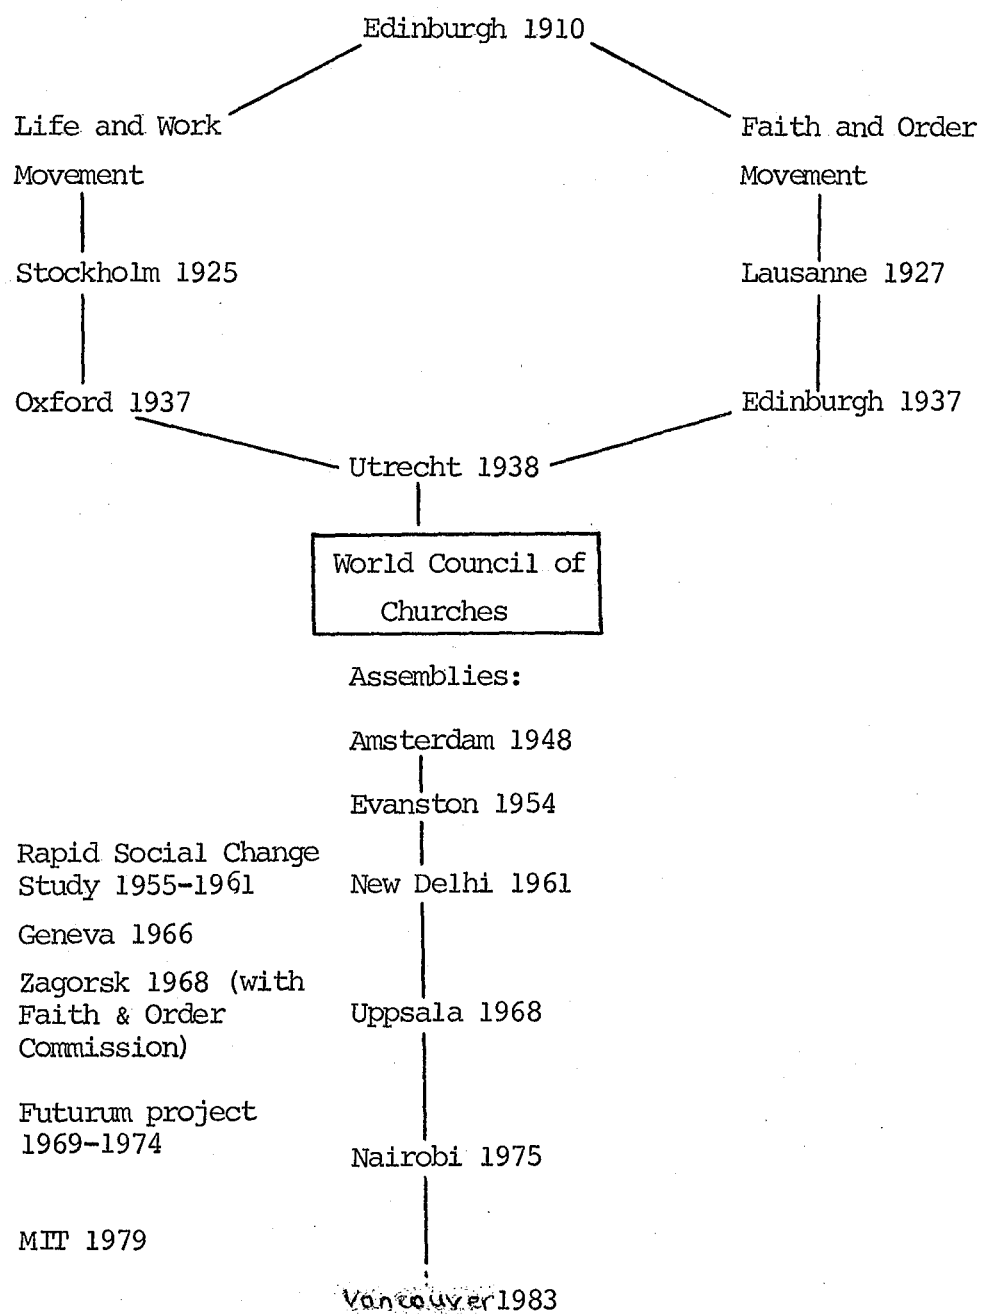 Edinburgh 1910
Life and Work
Movement
Faith and Order
Movement
Stockholm 1925
Lausanne 1927
Oxford 1937
Edinburgh 1937
Utrecht 1938
World Council of
Churches
Assemblies:
Amsterdam 1948
Evanston 1954
Rapid Social Change
Study 1955-1961
New Delhi 1961
Geneva 1966
Zagorsk 1968 (with
Faith & Order
Commission)
Uppsala 1968
Futurum project
1969-1974
Nairobi 1975
MIT 1979
Vancouver 1983